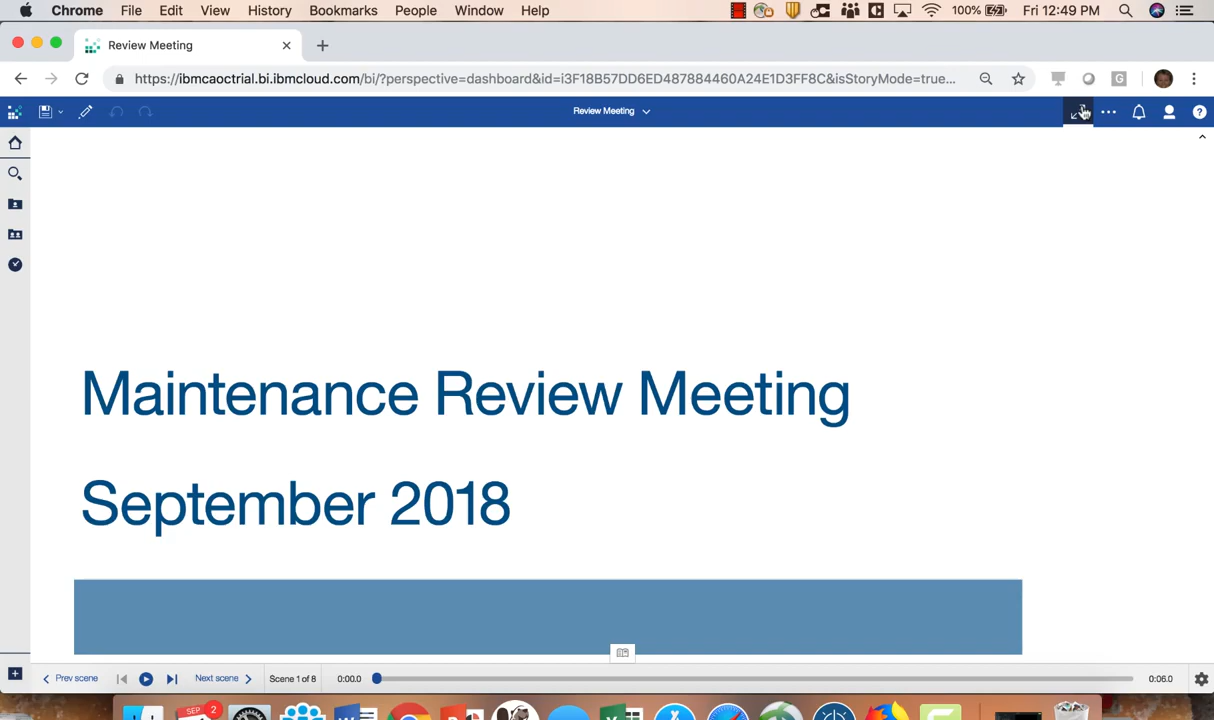 Chrome File Edit View History Bookmarks People Window Help 100% Fri 12:49 PM
Review Meeting
https://ibmcaoctrial.bi.ibmcloud.com/bi/?perspective=dashboard&id=i3F18B57DD6ED487884460A24E1D3FF8C&isStoryMode=true...
G
Review Meeting
?
Maintenance Review Meeting
September 2018
Prev scene Next scene Scene 1 of 8 0:00.0 0:06.0
SEP 2